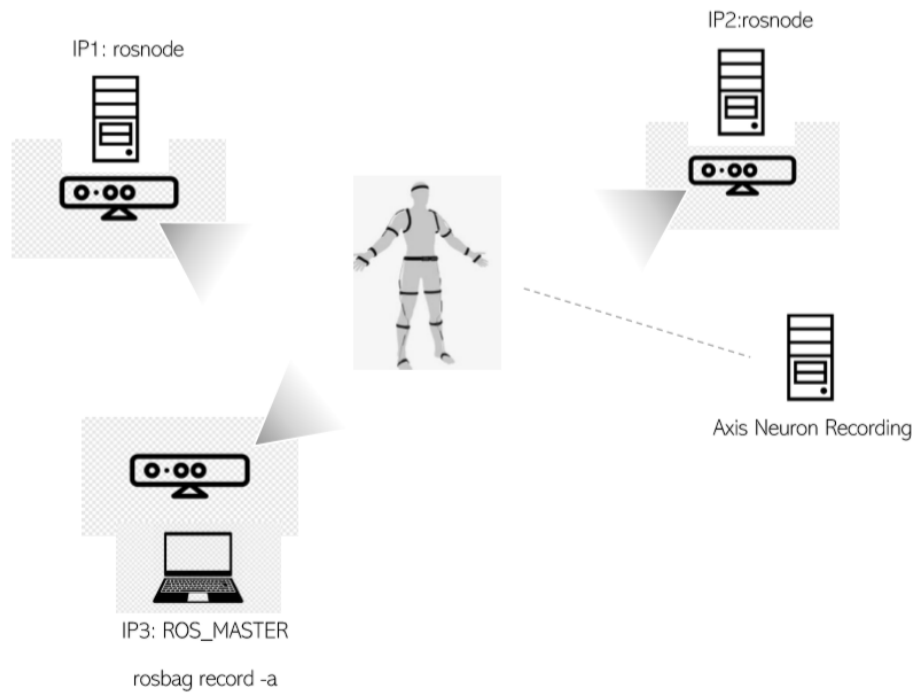 IP1: rosnode
IP2:rosnode
Axis Neuron Recording
IP3: ROS_MASTER
rosbag record -a